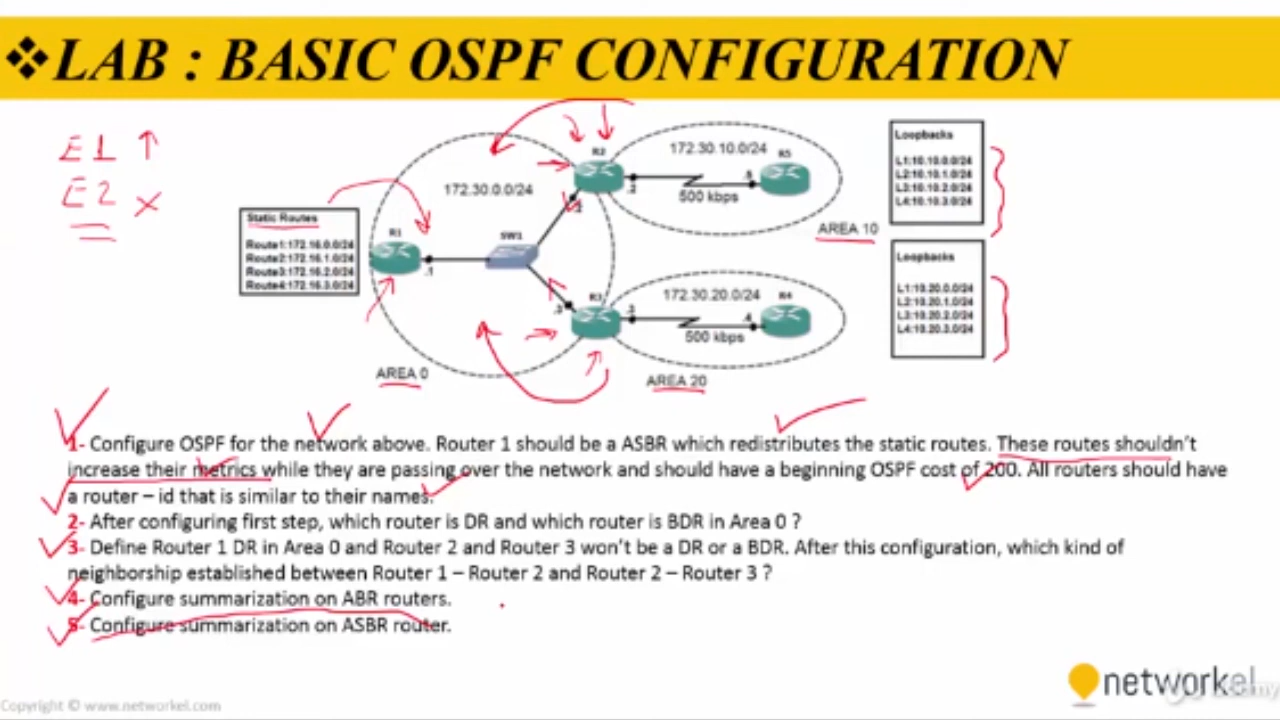 ❖LAB : BASIC OSPF CONFIGURATION
E1 ↑
E2 x
Static Routes
Route1:172.16.0.0/24
Route2:172.16.1.0/24
Route3:172.16.2.0/24
Route4:172.16.3.0/24
172.30.0.0/24
R1
.1
SW1
R2
.2
.2
172.30.10.0/24
R5
.5
500 kbps
AREA 10
R3
.3
.3
172.30.20.0/24
R4
.4
500 kbps
AREA 0
AREA 20
Loopbacks
L1:10.10.0.0/24
L2:10.10.1.0/24
L3:10.10.2.0/24
L4:10.10.3.0/24
Loopbacks
L1:10.20.0.0/24
L2:10.20.1.0/24
L3:10.20.2.0/24
L4:10.20.3.0/24
1- Configure OSPF for the network above. Router 1 should be a ASBR which redistributes the static routes. These routes shouldn't
increase their metrics while they are passing over the network and should have a beginning OSPF cost of 200. All routers should have
a router – id that is similar to their names.
2- After configuring first step, which router is DR and which router is BDR in Area 0 ?
3- Define Router 1 DR in Area 0 and Router 2 and Router 3 won't be a DR or a BDR. After this configuration, which kind of
neighborship established between Router 1 – Router 2 and Router 2 – Router 3 ?
4- Configure summarization on ABR routers.
5- Configure summarization on ASBR router.
Copyright © www.networkel.com
networkel